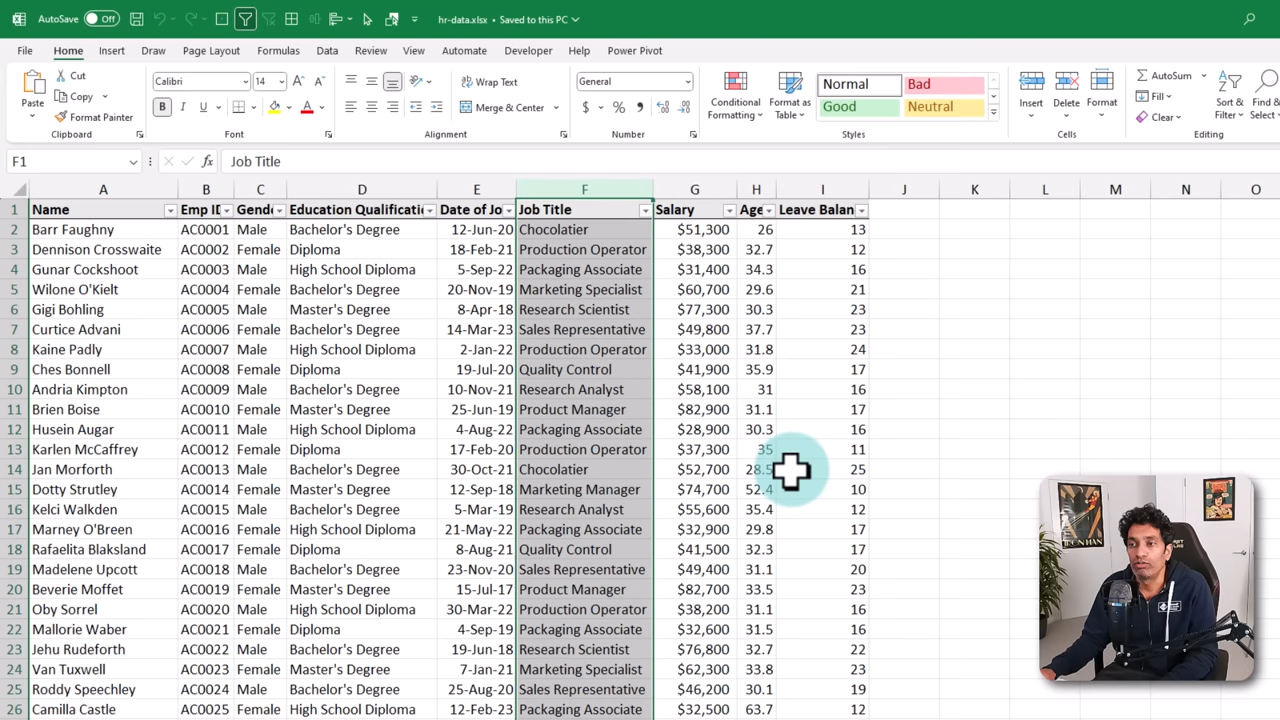 AutoSave Off hr-data.xlsx • Saved to this PC
File Home Insert Draw Page Layout Formulas Data Review View Automate Developer Help Power Pivot
Paste Cut Copy Format Painter Clipboard
Calibri 14 B I U A Font
Wrap Text Merge & Center Alignment
General $ % Number
Conditional Formatting Format as Table Normal Bad Good Neutral Styles
Insert Delete Format Cells
AutoSum Fill Clear Sort & Filter Find & Select Editing
F1 fx Job Title
A B C D E F G H I J K L M N O
1 Name Emp ID Gende Education Qualificati Date of Jo Job Title Salary Age Leave Balan
2 Barr Faughny AC0001 Male Bachelor's Degree 12-Jun-20 Chocolatier $51,300 26 13
3 Dennison Crosswaite AC0002 Female Diploma 18-Feb-21 Production Operator $38,300 32.7 12
4 Gunar Cockshoot AC0003 Male High School Diploma 5-Sep-22 Packaging Associate $31,400 34.3 16
5 Wilone O'Kielt AC0004 Female Bachelor's Degree 20-Nov-19 Marketing Specialist $60,700 29.6 21
6 Gigi Bohling AC0005 Male Master's Degree 8-Apr-18 Research Scientist $77,300 30.3 23
7 Curtice Advani AC0006 Female Bachelor's Degree 14-Mar-23 Sales Representative $49,800 37.7 23
8 Kaine Padly AC0007 Male High School Diploma 2-Jan-22 Production Operator $33,000 31.8 24
9 Ches Bonnell AC0008 Female Diploma 19-Jul-20 Quality Control $41,900 35.9 17
10 Andria Kimpton AC0009 Male Bachelor's Degree 10-Nov-21 Research Analyst $58,100 31 16
11 Brien Boise AC0010 Female Master's Degree 25-Jun-19 Product Manager $82,900 31.1 17
12 Husein Augar AC0011 Male High School Diploma 4-Aug-22 Packaging Associate $28,900 30.3 16
13 Karlen McCaffrey AC0012 Female Diploma 17-Feb-20 Production Operator $37,300 35 11
14 Jan Morforth AC0013 Male Bachelor's Degree 30-Oct-21 Chocolatier $52,700 28.5 25
15 Dotty Strutley AC0014 Female Master's Degree 12-Sep-18 Marketing Manager $74,700 52.4 10
16 Kelci Walkden AC0015 Male Bachelor's Degree 5-Mar-19 Research Analyst $55,600 35.4 12
17 Marney O'Breen AC0016 Female High School Diploma 21-May-22 Packaging Associate $32,900 29.8 17
18 Rafaelita Blaksland AC0017 Female Diploma 8-Aug-21 Quality Control $41,500 32.3 17
19 Madelene Upcott AC0018 Female Bachelor's Degree 23-Nov-20 Sales Representative $49,400 31.1 20
20 Beverie Moffet AC0019 Female Master's Degree 15-Jul-17 Product Manager $82,700 33.5 23
21 Oby Sorrel AC0020 Male High School Diploma 30-Mar-22 Production Operator $38,200 31.1 16
22 Mallorie Waber AC0021 Female Diploma 4-Sep-19 Packaging Associate $32,600 31.5 16
23 Jehu Rudeforth AC0022 Male Bachelor's Degree 19-Jun-18 Research Scientist $76,800 32.7 22
24 Van Tuxwell AC0023 Female Master's Degree 7-Jan-21 Marketing Specialist $62,300 33.8 23
25 Roddy Speechley AC0024 Male Bachelor's Degree 25-Aug-20 Sales Representative $46,200 30.1 19
26 Camilla Castle AC0025 Female High School Diploma 12-Feb-23 Packaging Associate $32,500 63.7 12